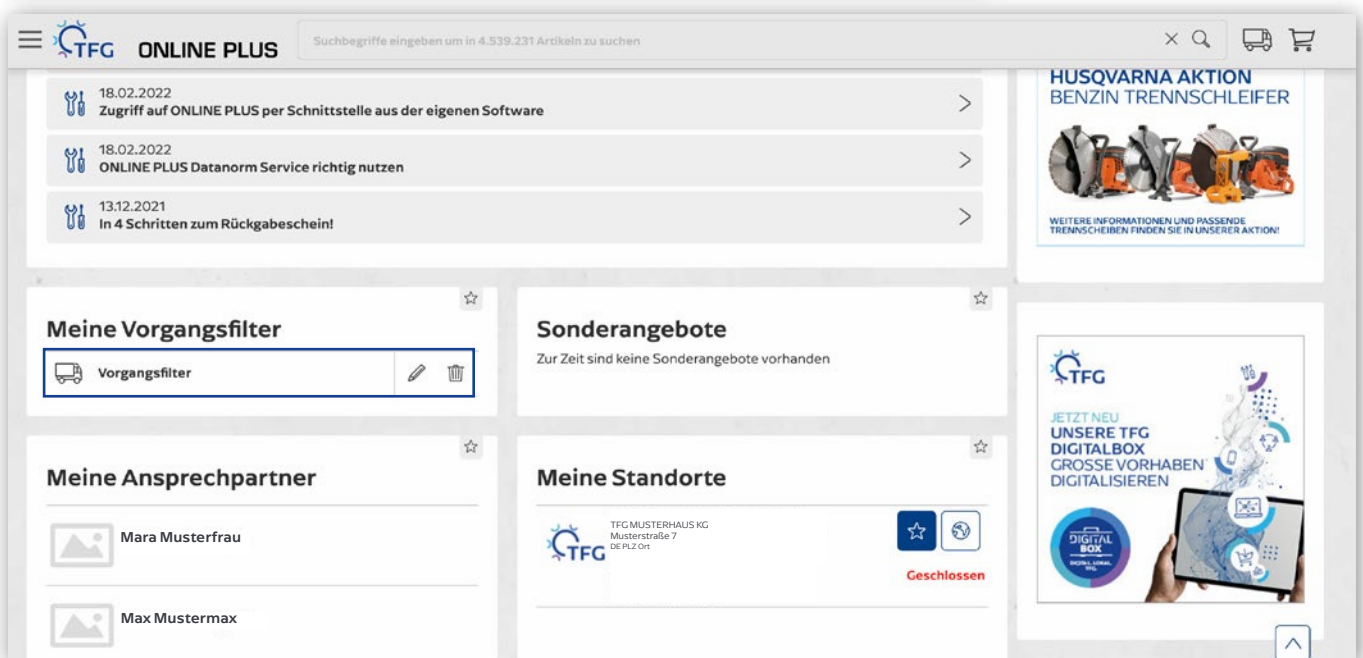 TFG ONLINE PLUS
Suchbegriffe eingeben um in 4.539.231 Artikeln zu suchen
18.02.2022
Zugriff auf ONLINE PLUS per Schnittstelle aus der eigenen Software
18.02.2022
ONLINE PLUS Datanorm Service richtig nutzen
13.12.2021
In 4 Schritten zum Rückgabeschein!
HUSQVARNA AKTION
BENZIN TRENNSCHLEIFER
WEITERE INFORMATIONEN UND PASSENDE
TRENNSCHEIBEN FINDEN SIE IN UNSERER AKTION!
Meine Vorgangsfilter
Vorgangsfilter
Sonderangebote
Zur Zeit sind keine Sonderangebote vorhanden
Meine Ansprechpartner
Mara Musterfrau
Max Mustermax
Meine Standorte
TFG
TFG MUSTERHAUS KG
Musterstraße 7
DE PLZ Ort
Geschlossen
TFG
JETZT NEU
UNSERE TFG
DIGITALBOX
GROSSE VORHABEN
DIGITALISIEREN
DIGITAL
BOX
DIGITAL. LOKAL.
TFG.